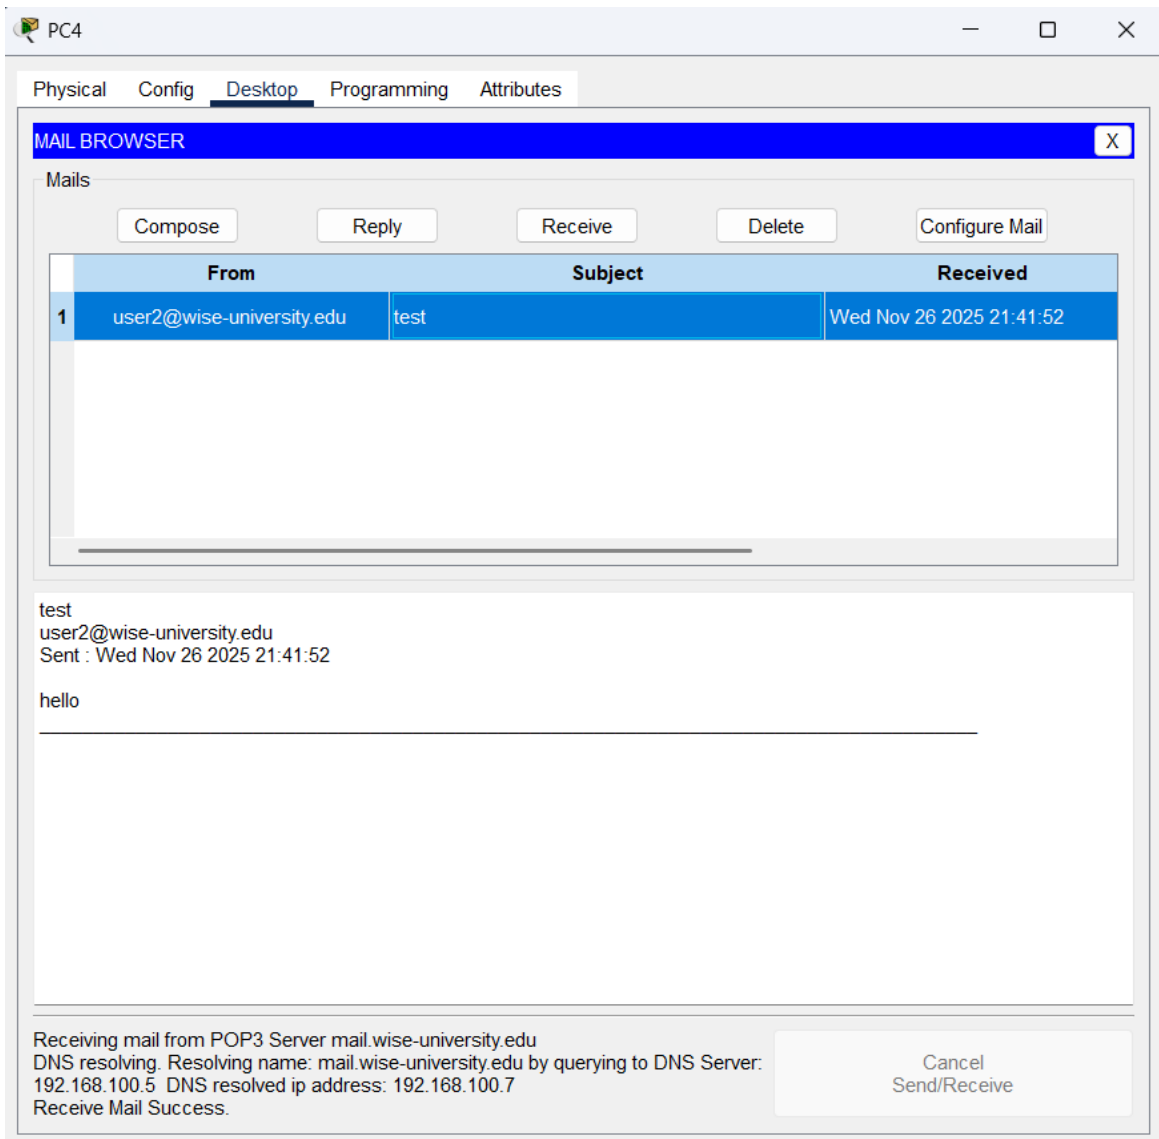 PC4
Physical Config Desktop Programming Attributes
MAIL BROWSER X
Mails
Compose Reply Receive Delete Configure Mail
From Subject Received
1 user2@wise-university.edu test Wed Nov 26 2025 21:41:52
test
user2@wise-university.edu
Sent : Wed Nov 26 2025 21:41:52
hello
Receiving mail from POP3 Server mail.wise-university.edu
DNS resolving. Resolving name: mail.wise-university.edu by querying to DNS Server:
192.168.100.5  DNS resolved ip address: 192.168.100.7
Receive Mail Success.
Cancel
Send/Receive